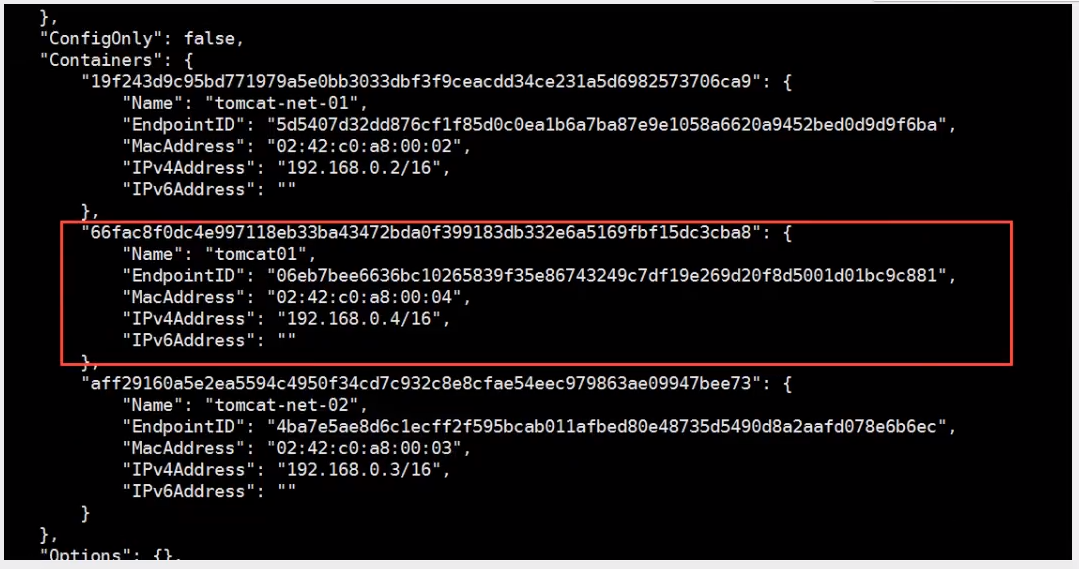 },
"ConfigOnly": false,
"Containers": {
"19f243d9c95bd771979a5e0bb3033dbf3f9ceacdd34ce231a5d6982573706ca9": {
"Name": "tomcat-net-01",
"EndpointID": "5d5407d32dd876cf1f85d0c0ea1b6a7ba87e9e1058a6620a9452bed0d9d9f6ba",
"MacAddress": "02:42:c0:a8:00:02",
"IPv4Address": "192.168.0.2/16",
"IPv6Address": ""
},
"66fac8f0dc4e997118eb33ba43472bda0f399183db332e6a5169fbf15dc3cba8": {
"Name": "tomcat01",
"EndpointID": "06eb7bee6636bc10265839f35e86743249c7df19e269d20f8d5001d01bc9c881",
"MacAddress": "02:42:c0:a8:00:04",
"IPv4Address": "192.168.0.4/16",
"IPv6Address": ""
},
"aff29160a5e2ea5594c4950f34cd7c932c8e8cfae54eec979863ae09947bee73": {
"Name": "tomcat-net-02",
"EndpointID": "4ba7e5ae8d6c1ecff2f595bcab011afbed80e48735d5490d8a2aafd078e6b6ec",
"MacAddress": "02:42:c0:a8:00:03",
"IPv4Address": "192.168.0.3/16",
"IPv6Address": ""
}
},
"Options": {},